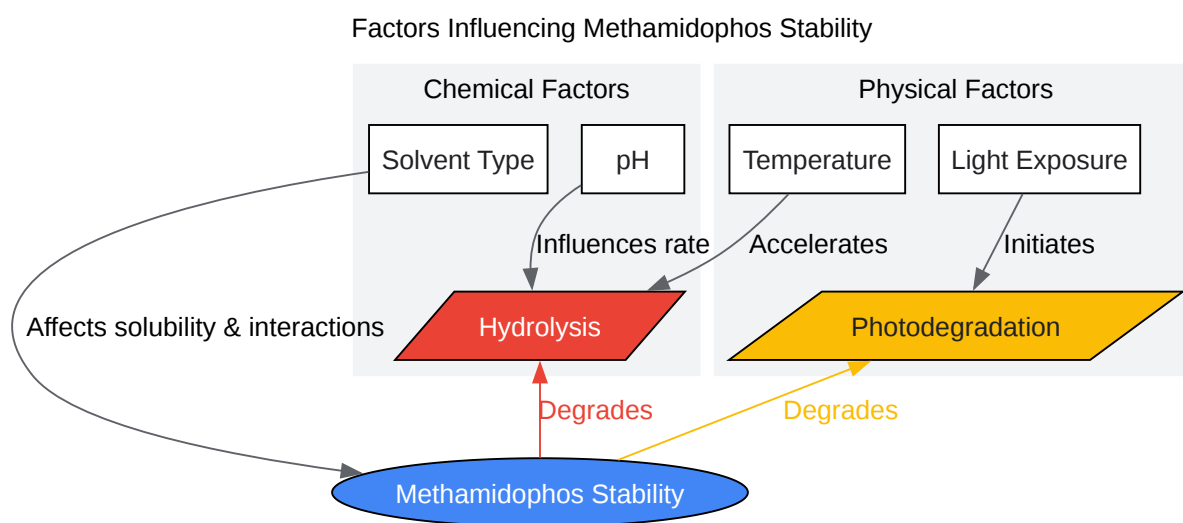 Factors Influencing Methamidophos Stability
Chemical Factors
Physical Factors
Solvent Type
pH
Temperature
Light Exposure
Influences rate
Accelerates
Initiates
Affects solubility & interactions
Hydrolysis
Photodegradation
Degrades
Degrades
Methamidophos Stability